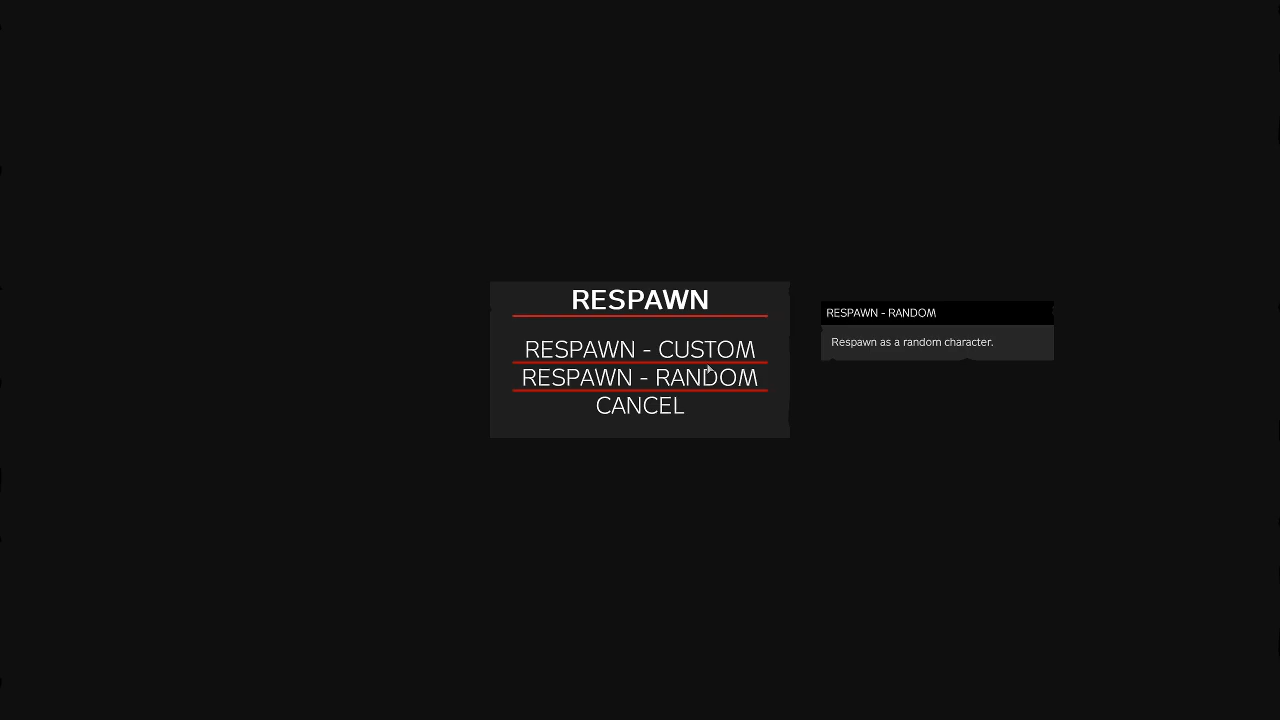 RESPAWN
RESPAWN - CUSTOM
RESPAWN - RANDOM
CANCEL
RESPAWN - RANDOM
Respawn as a random character.